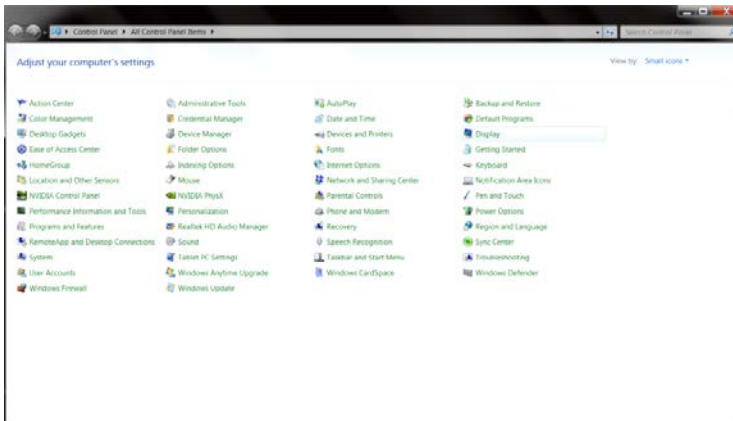 Control Panel All Control Panel Items
Search Control Panel
Adjust your computer's settings
View by: Small icons
Action Center Administrative Tools AutoPlay Backup and Restore
Color Management Credential Manager Date and Time Default Programs
Desktop Gadgets Device Manager Devices and Printers Display
Ease of Access Center Folder Options Fonts Getting Started
HomeGroup Indexing Options Internet Options Keyboard
Location and Other Sensors Mouse Network and Sharing Center Notification Area Icons
NVIDIA Control Panel NVIDIA PhysX Parental Controls Pen and Touch
Performance Information and Tools Personalization Phone and Modem Power Options
Programs and Features Realtek HD Audio Manager Recovery Region and Language
RemoteApp and Desktop Connections Sound Speech Recognition Sync Center
System Tablet PC Settings Taskbar and Start Menu Troubleshooting
User Accounts Windows Anytime Upgrade Windows CardSpace Windows Defender
Windows Firewall Windows Update